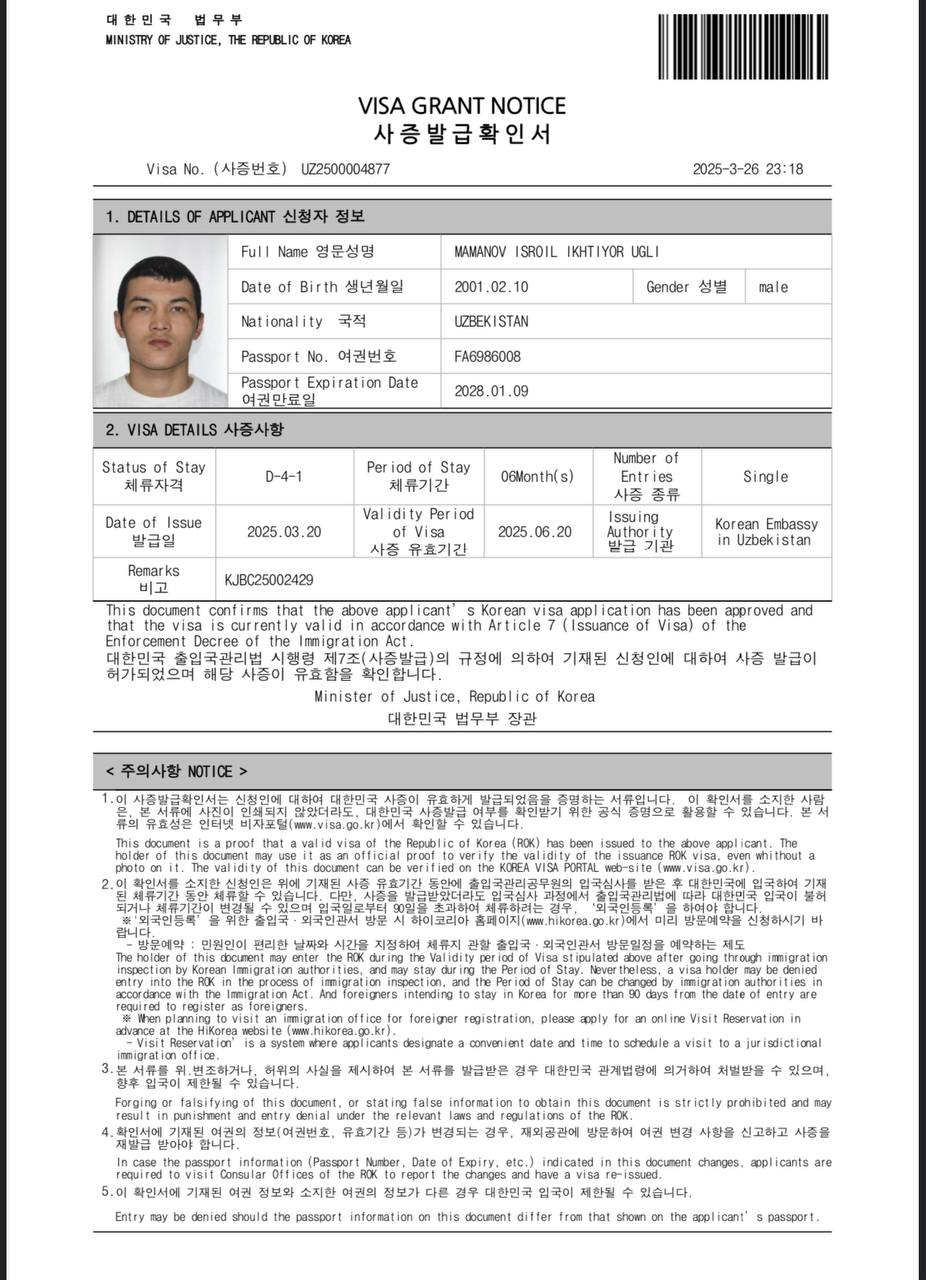 대한민국 법무부
MINISTRY OF JUSTICE, THE REPUBLIC OF KOREA
VISA GRANT NOTICE
사증발급확인서
Visa No. (사증번호) UZ2500004877
2025-3-26 23:18
1. DETAILS OF APPLICANT 신청자 정보
Full Name 영문성명 MAMANOV ISROIL IKHTIYOR UGLI
Date of Birth 생년월일 2001.02.10 Gender 성별 male
Nationality 국적 UZBEKISTAN
Passport No. 여권번호 FA6986008
Passport Expiration Date
여권만료일
2028.01.09
2. VISA DETAILS 사증사항
Status of Stay
체류자격
D-4-1
Period of Stay
체류기간
06Month(s)
Number of
Entries
사증 종류
Single
Date of Issue
발급일
2025.03.20
Validity Period
of Visa
사증 유효기간
2025.06.20
Issuing
Authority
발급 기관
Korean Embassy
in Uzbekistan
Remarks
비고
KJBC25002429
This document confirms that the above applicant's Korean visa application has been approved and
that the visa is currently valid in accordance with Article 7 (Issuance of Visa) of the
Enforcement Decree of the Immigration Act.
대한민국 출입국관리법 시행령 제7조(사증발급)의 규정에 의하여 기재된 신청인에 대하여 사증 발급이
허가되었으며 해당 사증이 유효함을 확인합니다.
Minister of Justice, Republic of Korea
대한민국 법무부 장관
< 주의사항 NOTICE >
1. 이 사증발급확인서는 신청인에 대하여 대한민국 사증이 유효하게 발급되었음을 증명하는 서류입니다. 이 확인서를 소지한 사람
은, 본 서류에 사진이 인쇄되지 않았더라도, 대한민국 사증발급 여부를 확인받기 위한 공식 증명으로 활용할 수 있습니다. 본 서
류의 유효성은 인터넷 비자포털(www.visa.go.kr)에서 확인할 수 있습니다.
This document is a proof that a valid visa of the Republic of Korea (ROK) has been issued to the above applicant. The
holder of this document may use it as an official proof to verify the validity of the issuance ROK visa, even whithout a
photo on it. The validity of this document can be verified on the KOREA VISA PORTAL web-site (www.visa.go.kr).
2. 이 확인서를 소지한 신청인은 위에 기재된 사증 유효기간 동안에 출입국관리공무원의 입국심사를 받은 후 대한민국에 입국하여 기재
된 체류기간 동안 체류할 수 있습니다. 다만, 사증을 발급받았더라도 입국심사 과정에서 출입국관리법에 따라 대한민국 입국이 불허
되거나 체류기간이 변경될 수 있으며 입국일로부터 90일을 초과하여 체류하려는 경우, '외국인등록'을 하여야 합니다.
※'외국인등록'을 위한 출입국·외국인관서 방문 시 하이코리아 홈페이지(www.hikorea.go.kr)에서 미리 방문예약을 신청하시기 바
랍니다.
- 방문예약 : 민원인이 편리한 날짜와 시간을 지정하여 체류지 관할 출입국·외국인관서 방문일정을 예약하는 제도
The holder of this document may enter the ROK during the Validity period of Visa stipulated above after going through immigration
inspection by Korean Immigration authorities, and may stay during the Period of Stay. Nevertheless, a visa holder may be denied
entry into the ROK in the process of immigration inspection, and the Period of Stay can be changed by immigration authorities in
accordance with the Immigration Act. And foreigners intending to stay in Korea for more than 90 days from the date of entry are
required to register as foreigners.
※ When planning to visit an immigration office for foreigner registration, please apply for an online Visit Reservation in
advance at the HiKorea website (www.hikorea.go.kr).
- Visit Reservation' is a system where applicants designate a convenient date and time to schedule a visit to a jurisdictional
immigration office.
3. 본 서류를 위.변조하거나, 허위의 사실을 제시하여 본 서류를 발급받은 경우 대한민국 관계법령에 의거하여 처벌받을 수 있으며,
향후 입국이 제한될 수 있습니다.
Forging or falsifying of this document, or stating false information to obtain this document is strictly prohibited and may
result in punishment and entry denial under the relevant laws and regulations of the ROK.
4. 확인서에 기재된 여권의 정보(여권번호, 유효기간 등)가 변경되는 경우, 재외공관에 방문하여 여권 변경 사항을 신고하고 사증을
재발급 받아야 합니다.
In case the passport information (Passport Number, Date of Expiry, etc.) indicated in this document changes, applicants are
required to visit Consular Offices of the ROK to report the changes and have a visa re-issued.
5. 이 확인서에 기재된 여권 정보와 소지한 여권의 정보가 다른 경우 대한민국 입국이 제한될 수 있습니다.
Entry may be denied should the passport information on this document differ from that shown on the applicant's passport.